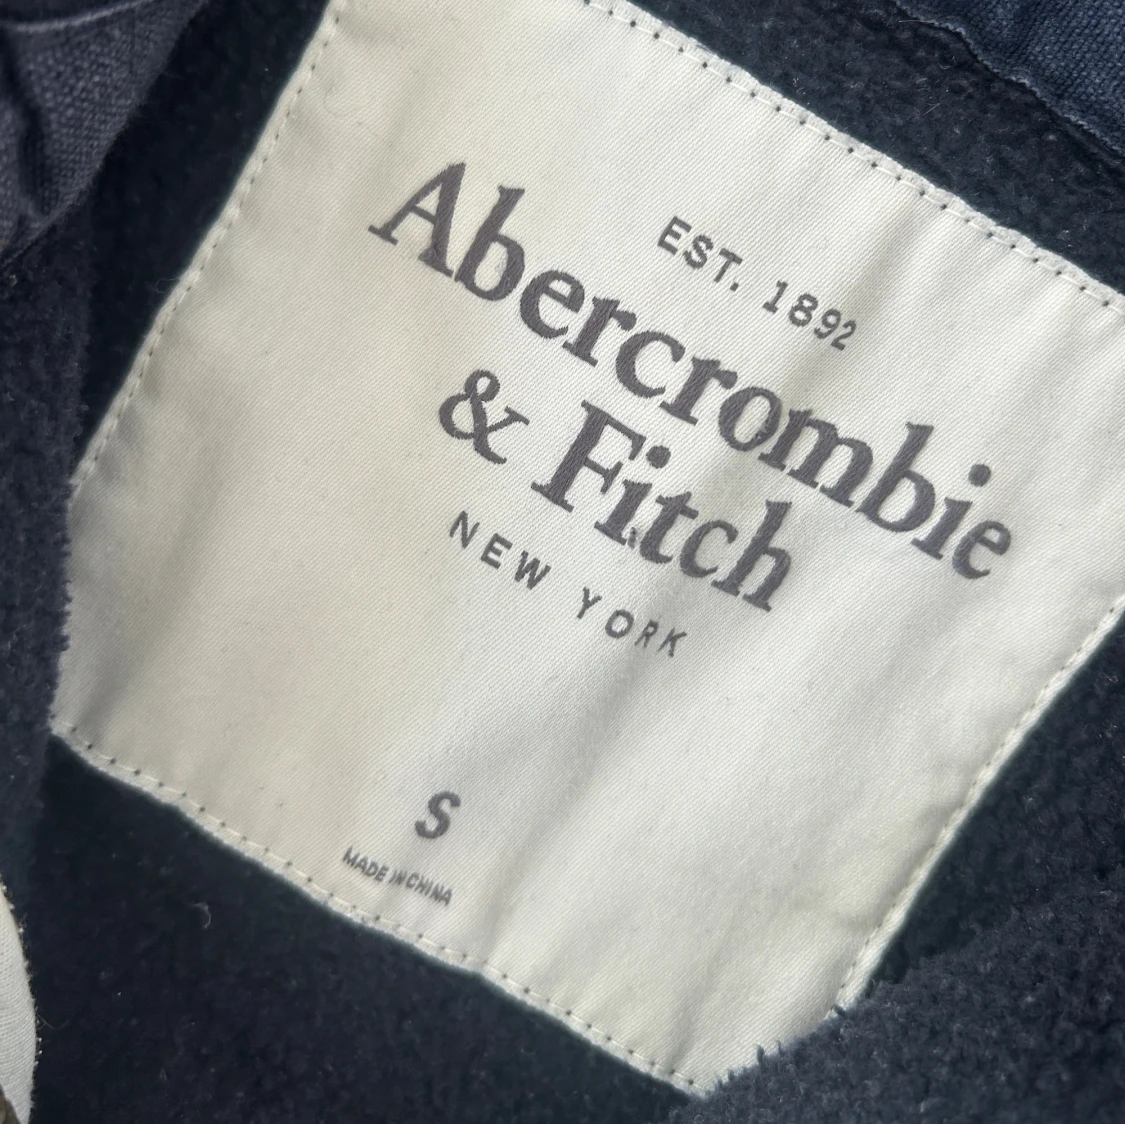 EST. 1892
Abercrombie
& Fitch
NEW YORK
S
MADE IN CHINA